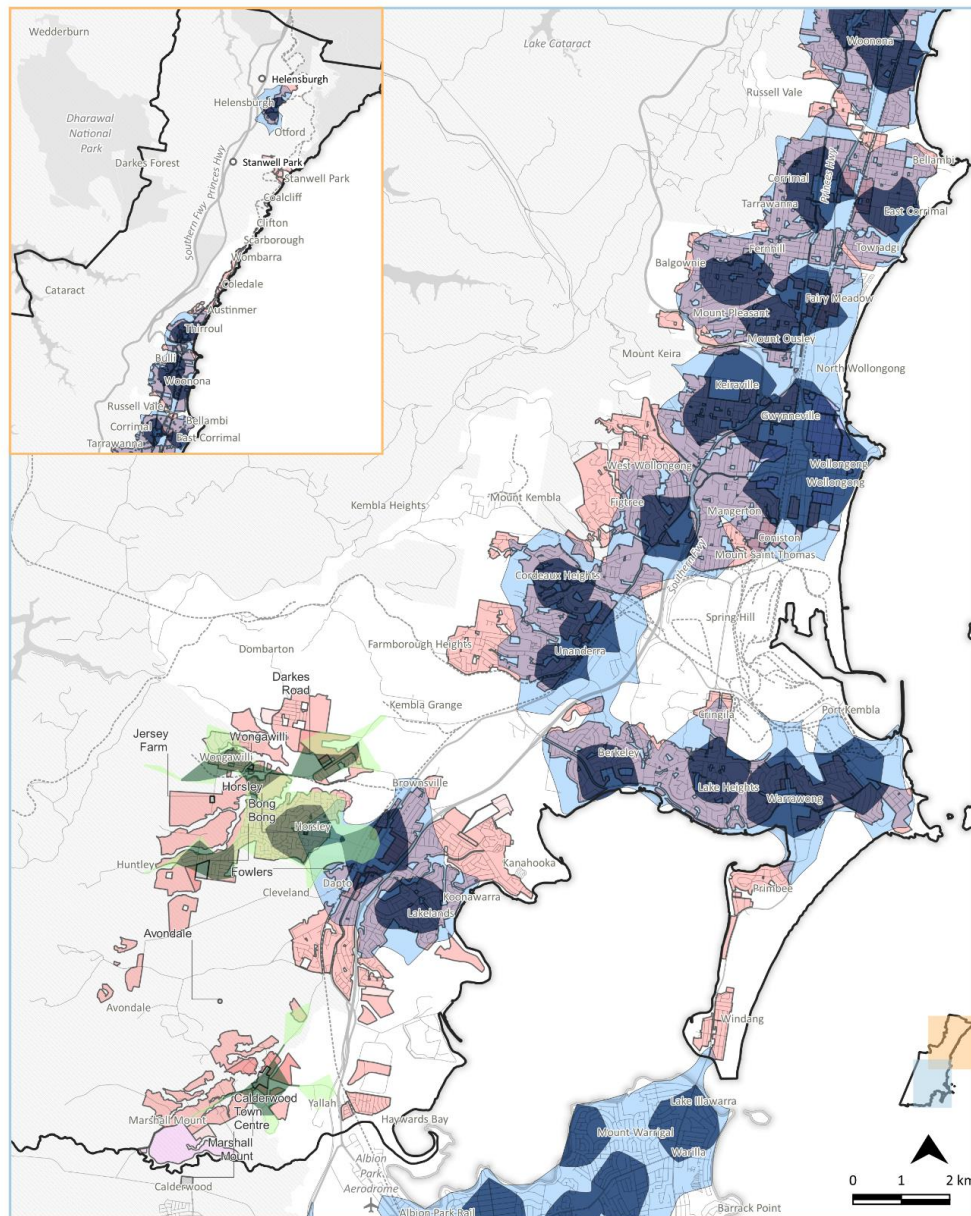 Wedderburn
Helensburgh
Helensburgh
Dharawal
National
Park
Otford
Darkes Forest
Stanwell Park
Stanwell Park
Southern Fwy
Princes Hwy
Coalcliff
Clifton
Scarborough
Wombarra
Coledale
Cataract
Austinmer
Thirroul
Bulli
Woonona
Russell Vale
Bellambi
Corrimal
East Corrimal
Tarrawanna
Lake Cataract
Woonona
Russell Vale
Bellambi
Corrimal
Princes Hwy
Tarrawanna
East Corrimal
Fernhill
Towradgi
Balgownie
Fairy Meadow
Mount Pleasant
Mount Ousley
Mount Keira
North Wollongong
Keiraville
Gwynneville
West Wollongong
Wollongong
Wollongong
Mount Kembla
Figtree
Kembla Heights
Mangerton
Coniston
Mount Saint Thomas
Southern Fwy
Cordeaux Heights
Spring Hill
Farmborough Heights
Unanderra
Dombarton
Darkes
Road
Kembla Grange
Port Kembla
Cringila
Jersey
Farm
Wongawilli
Wongawilli
Berkeley
Brownsville
Lake Heights
Warrawong
Horsley
Bong
Bong
Horsley
Huntley
Fowlers
Kanahooka
Cleveland
Dapto
Koonawarra
Primbee
Lakelands
Avondale
Avondale
Windang
Calderwood
Town
Centre
Yallah
Lake Illawarra
Marshall Mount
Haywards Bay
Mount Warrigal
Marshall
Mount
Warilla
Calderwood
Albion
Park
Aerodrome
Albion Park Rail
Barrack Point
0 1 2 km